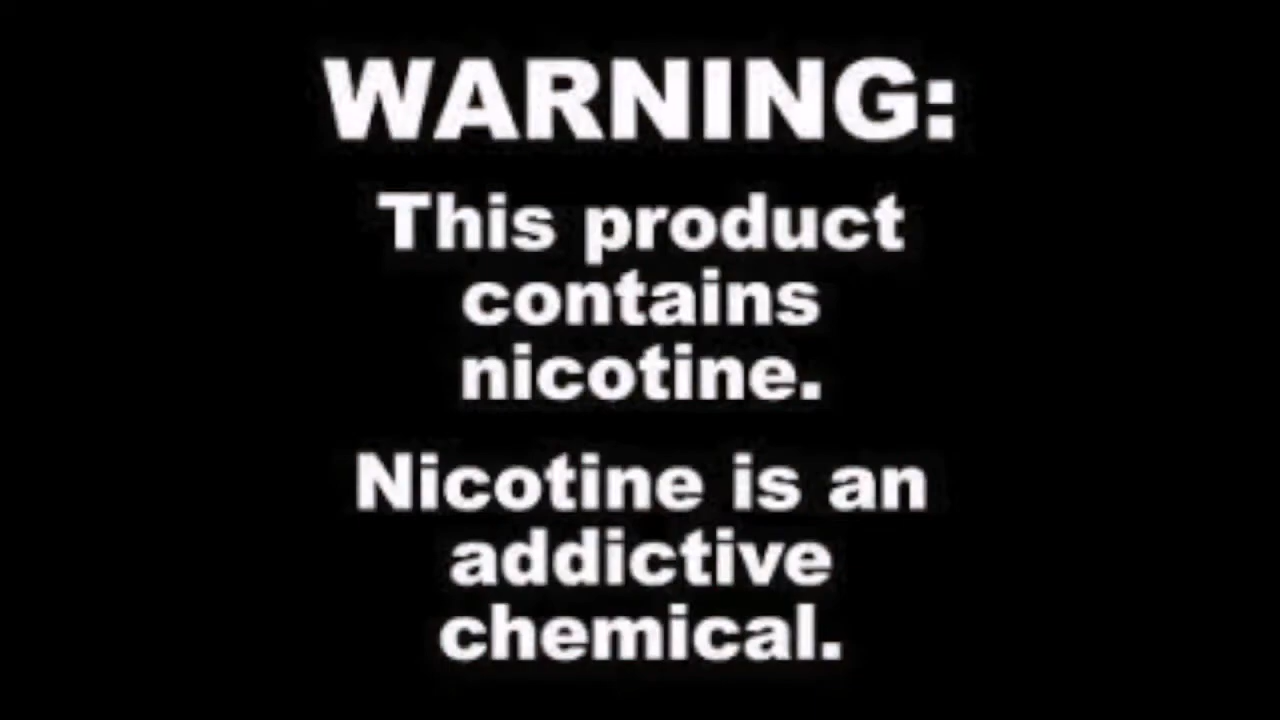 WARNING:
This product
contains
nicotine.
Nicotine is an
addictive
chemical.